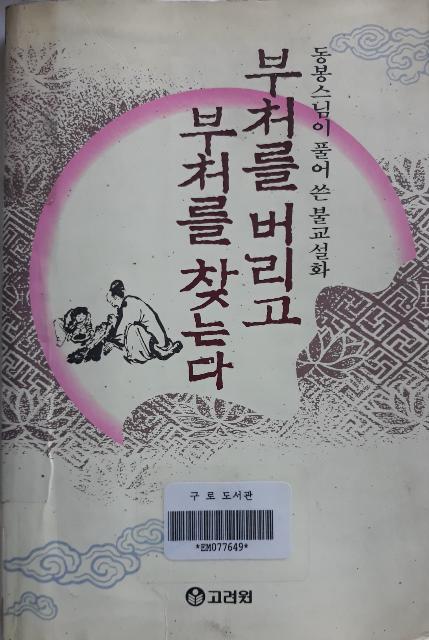 동봉스님이 풀어 쓴 불교설화
부처를 버리고
부처를 찾는다
구 로 도서관
*EM077649*
고려원